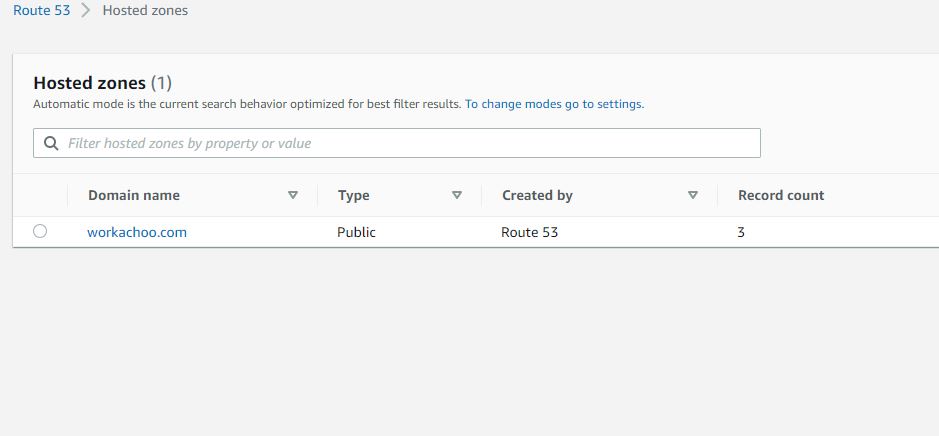 Route 53 > Hosted zones
Hosted zones (1)
Automatic mode is the current search behavior optimized for best filter results. To change modes go to settings.
Filter hosted zones by property or value
Domain name Type Created by Record count
workachoo.com Public Route 53 3